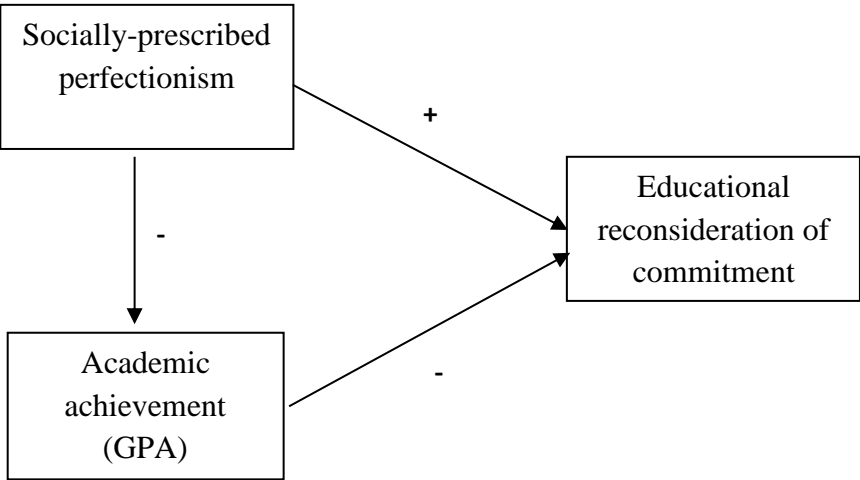 Socially-prescribed
perfectionism
+
Educational
reconsideration of
commitment
-
Academic
achievement
(GPA)
-